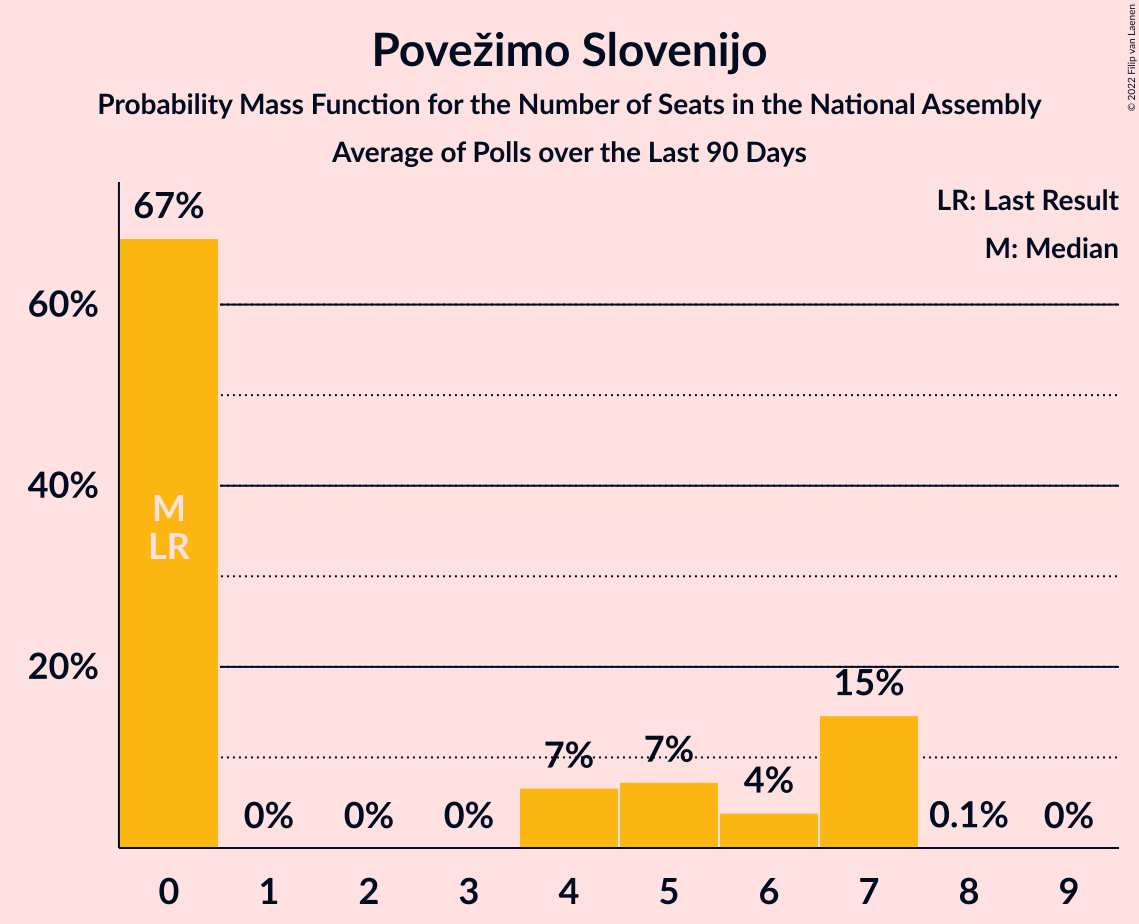 Povežimo Slovenijo
Probability Mass Function for the Number of Seats in the National Assembly
Average of Polls over the Last 90 Days
© 2022 Filip van Laenen
LR: Last Result
M: Median
67%
60%
40%
20%
M
LR
0%
0%
0%
7%
7%
4%
15%
0.1%
0%
0 1 2 3 4 5 6 7 8 9